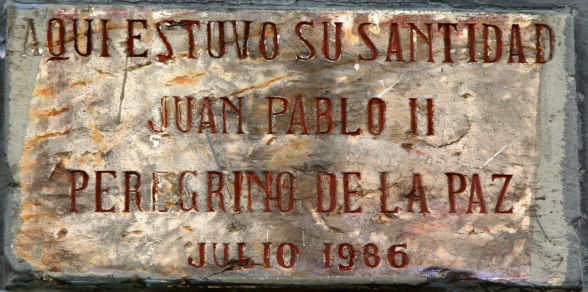 AQUI ESTUVO SU SANTIDAD
JUAN PABLO II
PEREGRINO DE LA PAZ
JULIO 1986